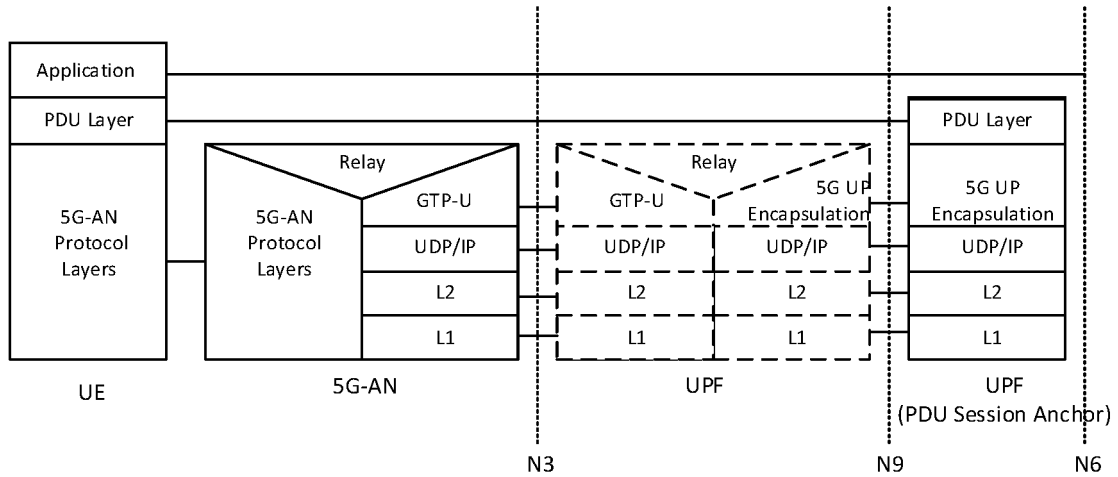 Application
PDU Layer
5G-AN
Protocol
Layers
UE
Relay
5G-AN
Protocol
Layers
GTP-U
UDP/IP
L2
L1
5G-AN
N3
Relay
GTP-U
UDP/IP
L2
L1
5G UP
Encapsulation
UDP/IP
L2
L1
UPF
N9
PDU Layer
5G UP
Encapsulation
UDP/IP
L2
L1
UPF
(PDU Session Anchor)
N6